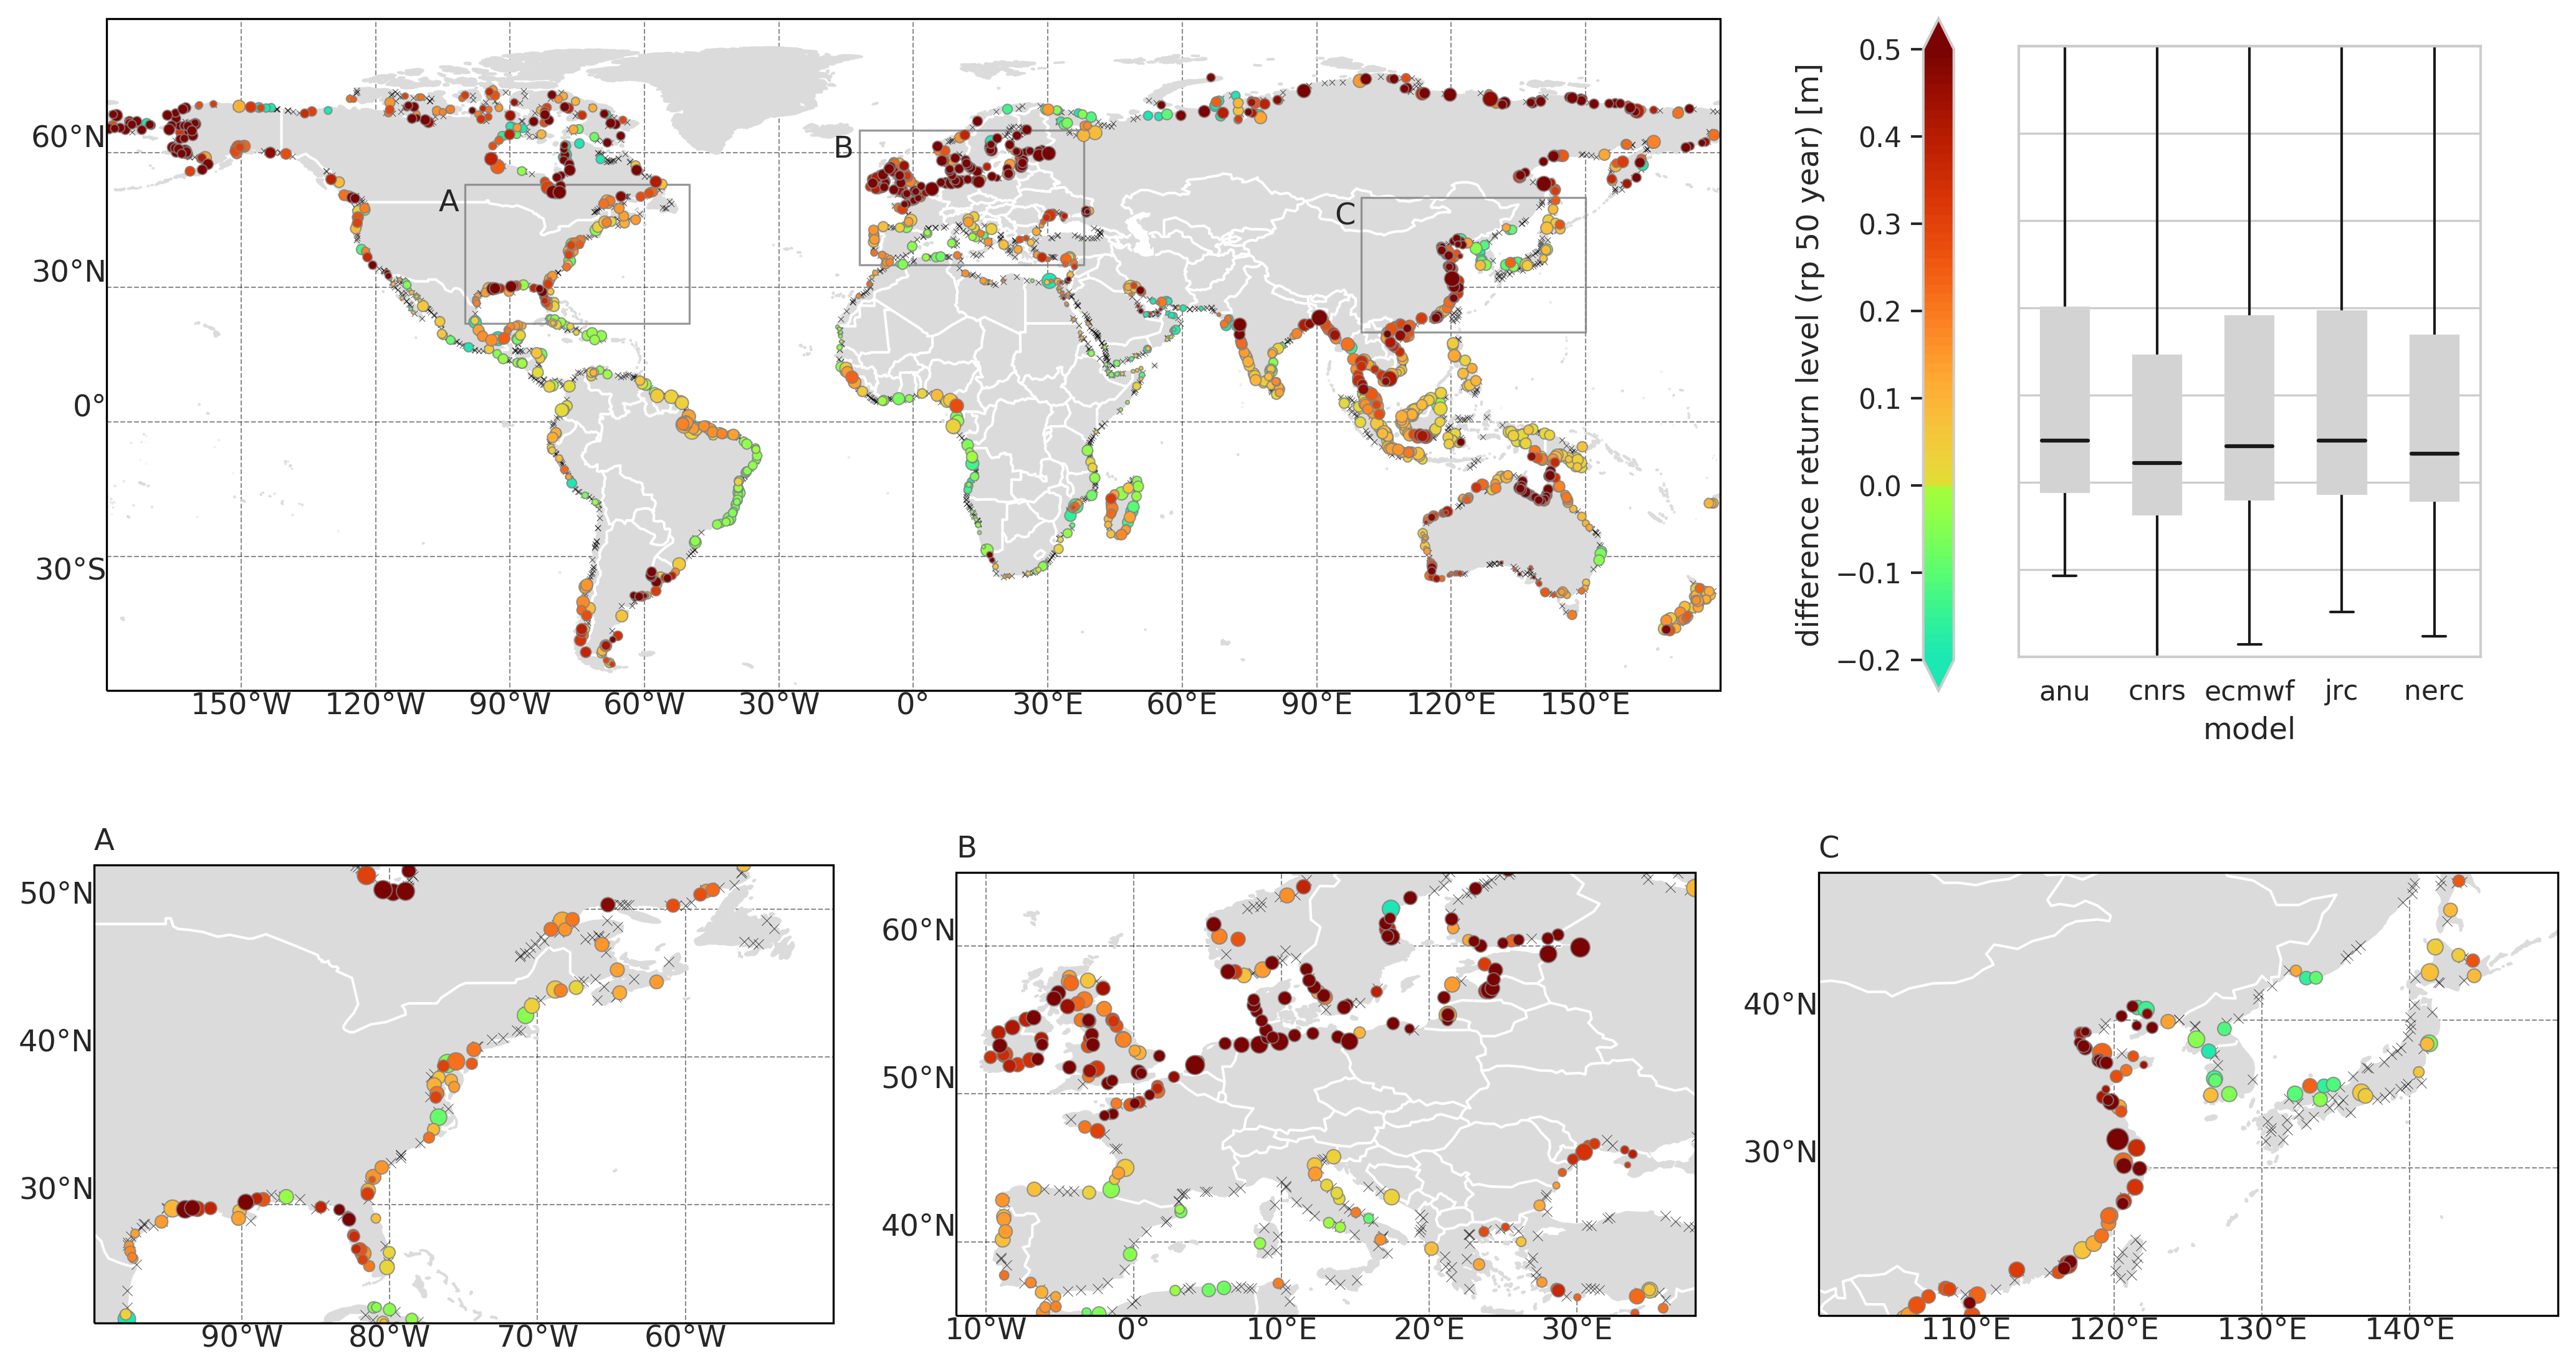 60°N
30°N
0°
30°S
150°W 120°W 90°W 60°W 30°W 0° 30°E 60°E 90°E 120°E 150°E
A
B
C
difference return level (rp 50 year) [m]
0.5
0.4
0.3
0.2
0.1
0.0
−0.1
−0.2
anu cnrs ecmwf jrc nerc
model
A
50°N
40°N
30°N
90°W 80°W 70°W 60°W
B
60°N
50°N
40°N
10°W 0° 10°E 20°E 30°E
C
40°N
30°N
110°E 120°E 130°E 140°E